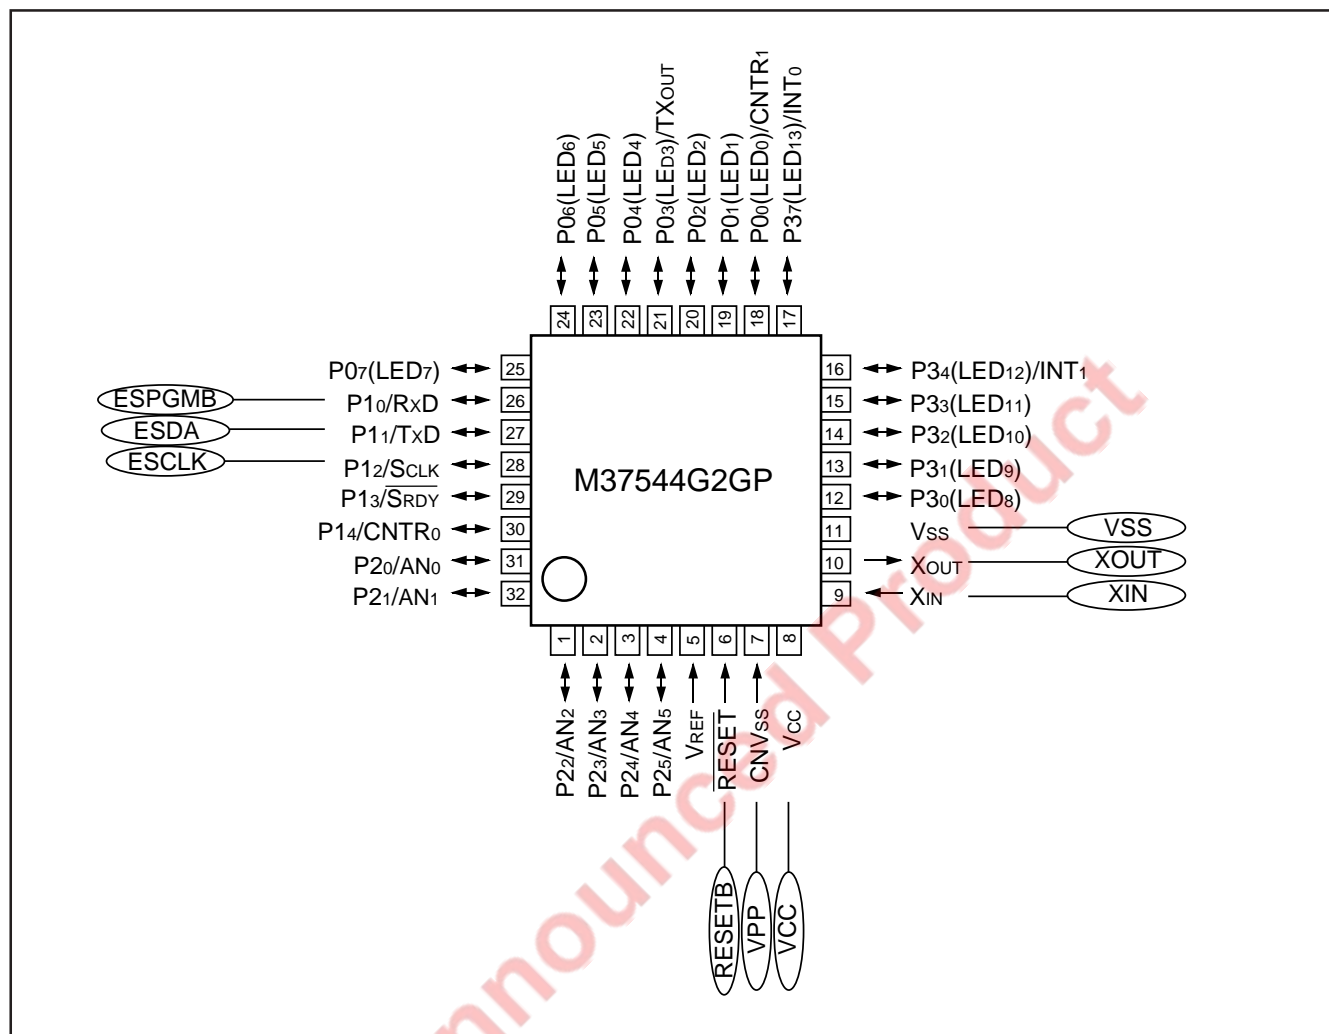 P06(LED6)
P05(LED5)
P04(LED4)
P03(LED3)/TXOUT
P02(LED2)
P01(LED1)
P00(LED0)/CNTR1
P37(LED13)/INT0
24
23
22
21
20
19
18
17
P07(LED7)
25
16
P34(LED12)/INT1
ESPGMB
P10/RXD
26
15
P33(LED11)
ESDA
P11/TXD
27
14
P32(LED10)
ESCLK
P12/SCLK
28
M37544G2GP
13
P31(LED9)
P13/SRDY
29
12
P30(LED8)
P14/CNTR0
30
11
VSS
VSS
P20/AN0
31
10
XOUT
XOUT
P21/AN1
32
9
XIN
XIN
1
2
3
4
5
6
7
8
P22/AN2
P23/AN3
P24/AN4
P25/AN5
VREF
RESET
CNVSS
VCC
RESETB
VPP
VCC
nnounced Product